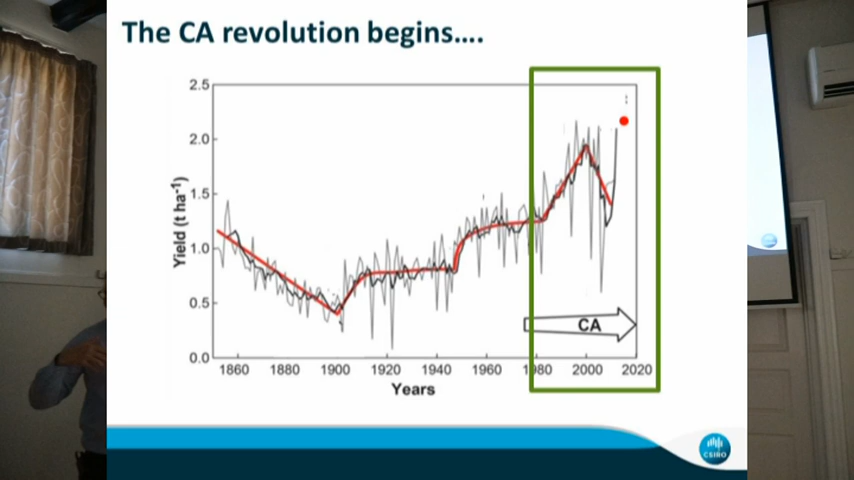 The CA revolution begins....
2.5
2.0
1.5
1.0
0.5
0.0
Yield (t ha-1)
CA
1860 1880 1900 1920 1940 1960 1980 2000 2020
Years
CSIRO